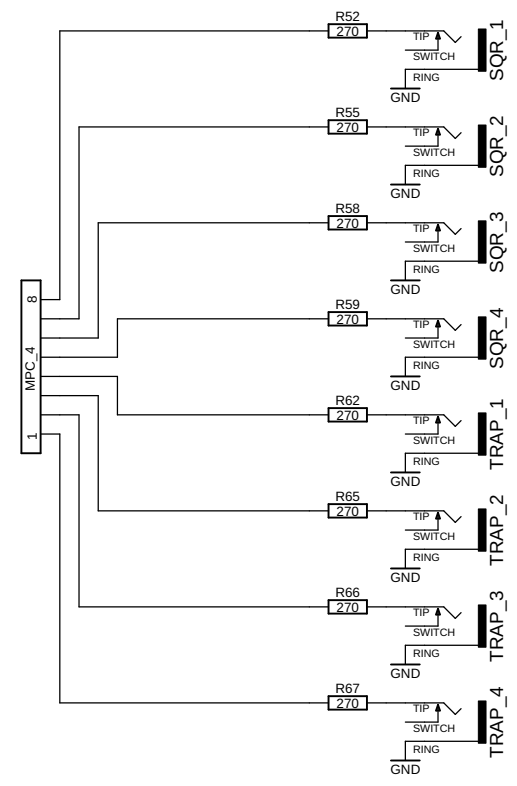 R52
270
TIP
SWITCH
RING
GND
SQR_1
R55
270
TIP
SWITCH
RING
GND
SQR_2
R58
270
TIP
SWITCH
RING
GND
SQR_3
8
MPC_4
1
R59
270
TIP
SWITCH
RING
GND
SQR_4
R62
270
TIP
SWITCH
RING
GND
TRAP_1
R65
270
TIP
SWITCH
RING
GND
TRAP_2
R66
270
TIP
SWITCH
RING
GND
TRAP_3
R67
270
TIP
SWITCH
RING
GND
TRAP_4